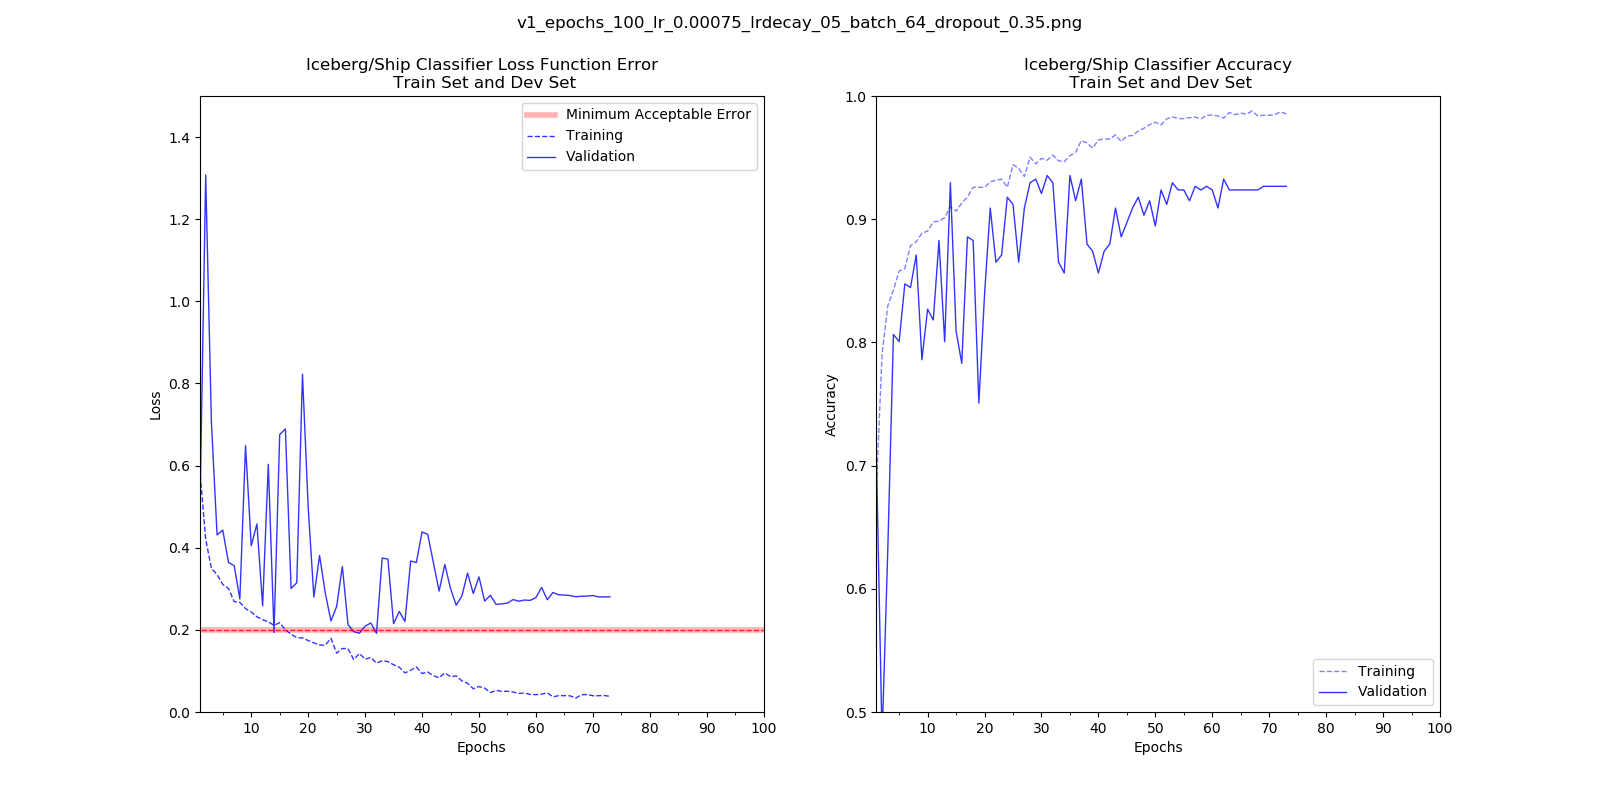 v1_epochs_100_lr_0.00075_lrdecay_05_batch_64_dropout_0.35.png
Iceberg/Ship Classifier Loss Function Error
Train Set and Dev Set
Minimum Acceptable Error
Training
Validation
1.4
1.2
1.0
0.8
0.6
0.4
0.2
0.0
Loss
10 20 30 40 50 60 70 80 90 100
Epochs
Iceberg/Ship Classifier Accuracy
Train Set and Dev Set
1.0
0.9
0.8
0.7
0.6
0.5
Accuracy
Training
Validation
10 20 30 40 50 60 70 80 90 100
Epochs